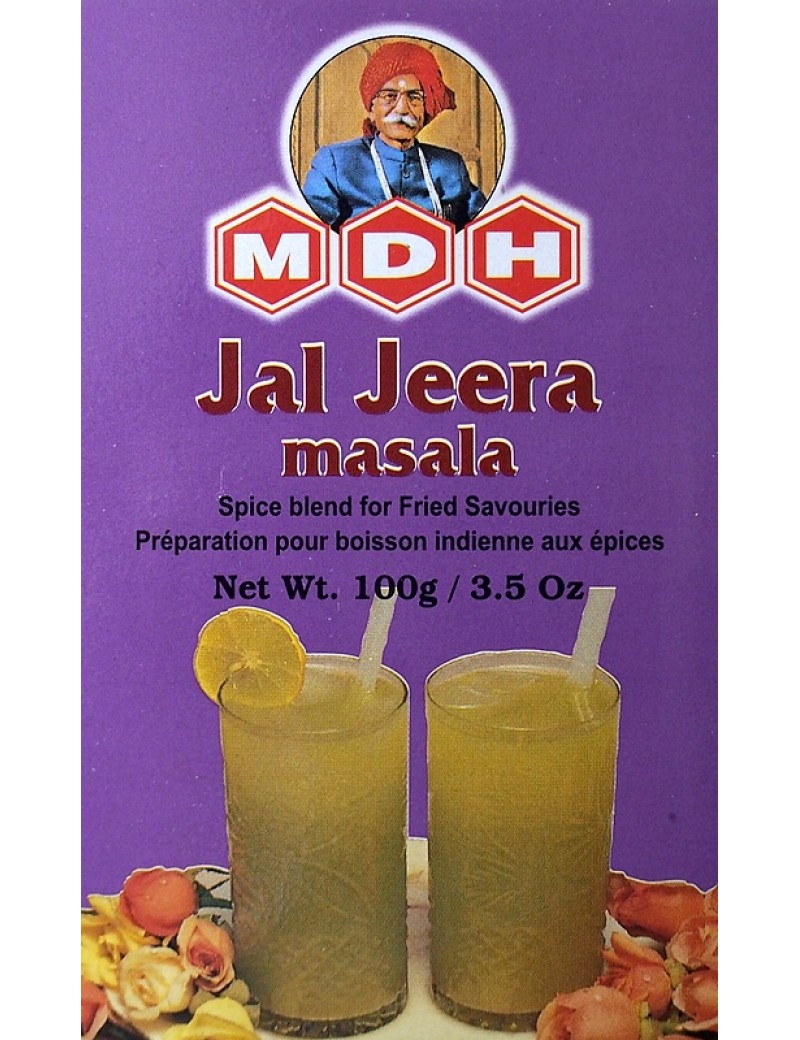 MDH
Jal Jeera
masala
Spice blend for Fried Savouries
Préparation pour boisson indienne aux épices
Net Wt. 100g / 3.5 Oz